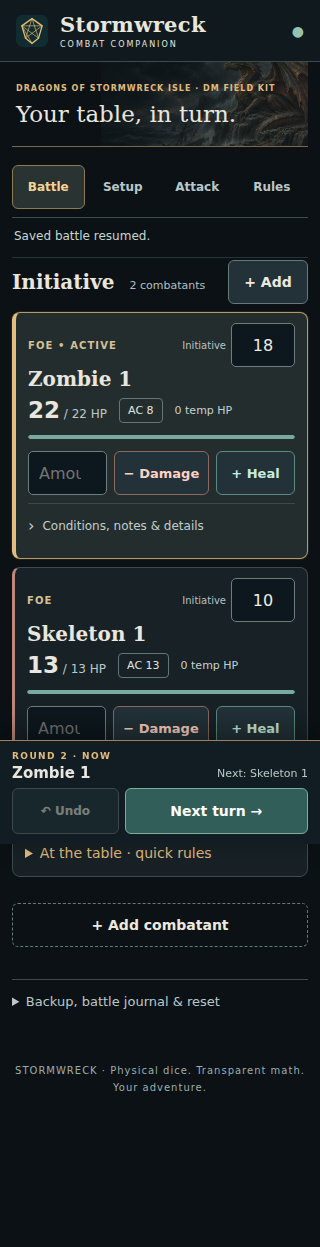 Stormwreck
COMBAT COMPANION
DRAGONS OF STORMWRECK ISLE · DM FIELD KIT
Your table, in turn.
Battle Setup Attack Rules
Saved battle resumed.
Initiative 2 combatants + Add
FOE • ACTIVE Initiative 18
Zombie 1
22 / 22 HP AC 8 0 temp HP
Amou − Damage + Heal
› Conditions, notes & details
FOE Initiative 10
Skeleton 1
13 / 13 HP AC 13 0 temp HP
Amou − Damage + Heal
ROUND 2 · NOW
Zombie 1 Next: Skeleton 1
↶ Undo Next turn →
▶ At the table · quick rules
+ Add combatant
▶ Backup, battle journal & reset
STORMWRECK · Physical dice. Transparent math.
Your adventure.